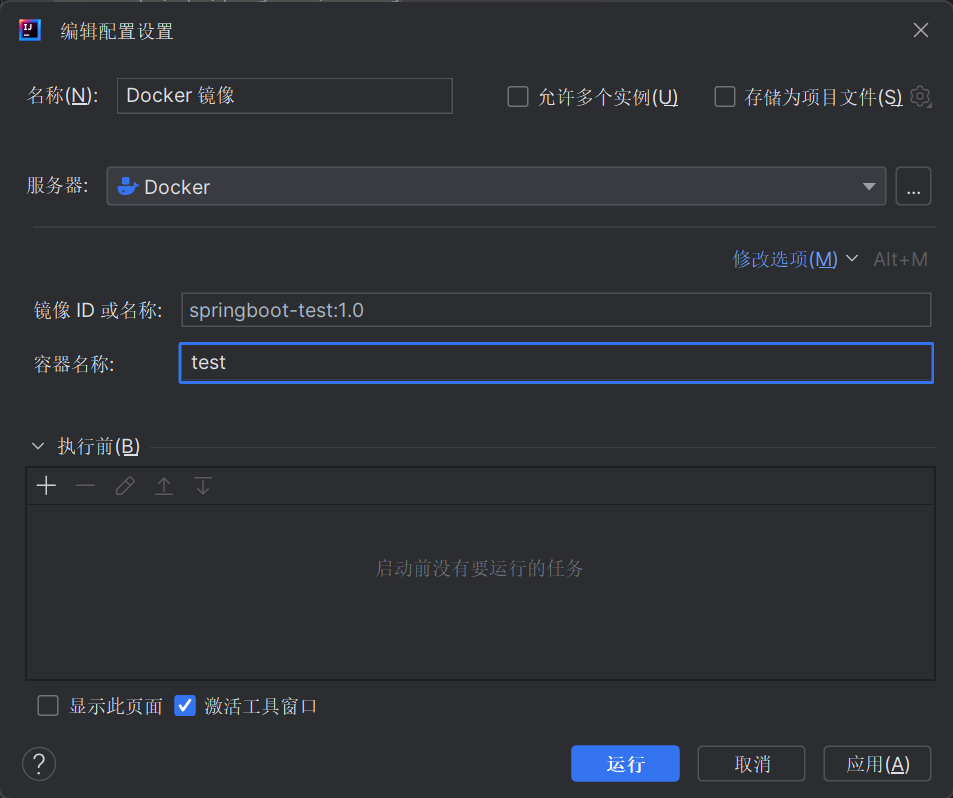 编辑配置设置
名称(N): Docker 镜像 允许多个实例(U) 存储为项目文件(S)
服务器: Docker ...
修改选项(M) Alt+M
镜像 ID 或名称: springboot-test:1.0
容器名称: test
执行前(B)
启动前没有要运行的任务
显示此页面 激活工具窗口
? 运行 取消 应用(A)